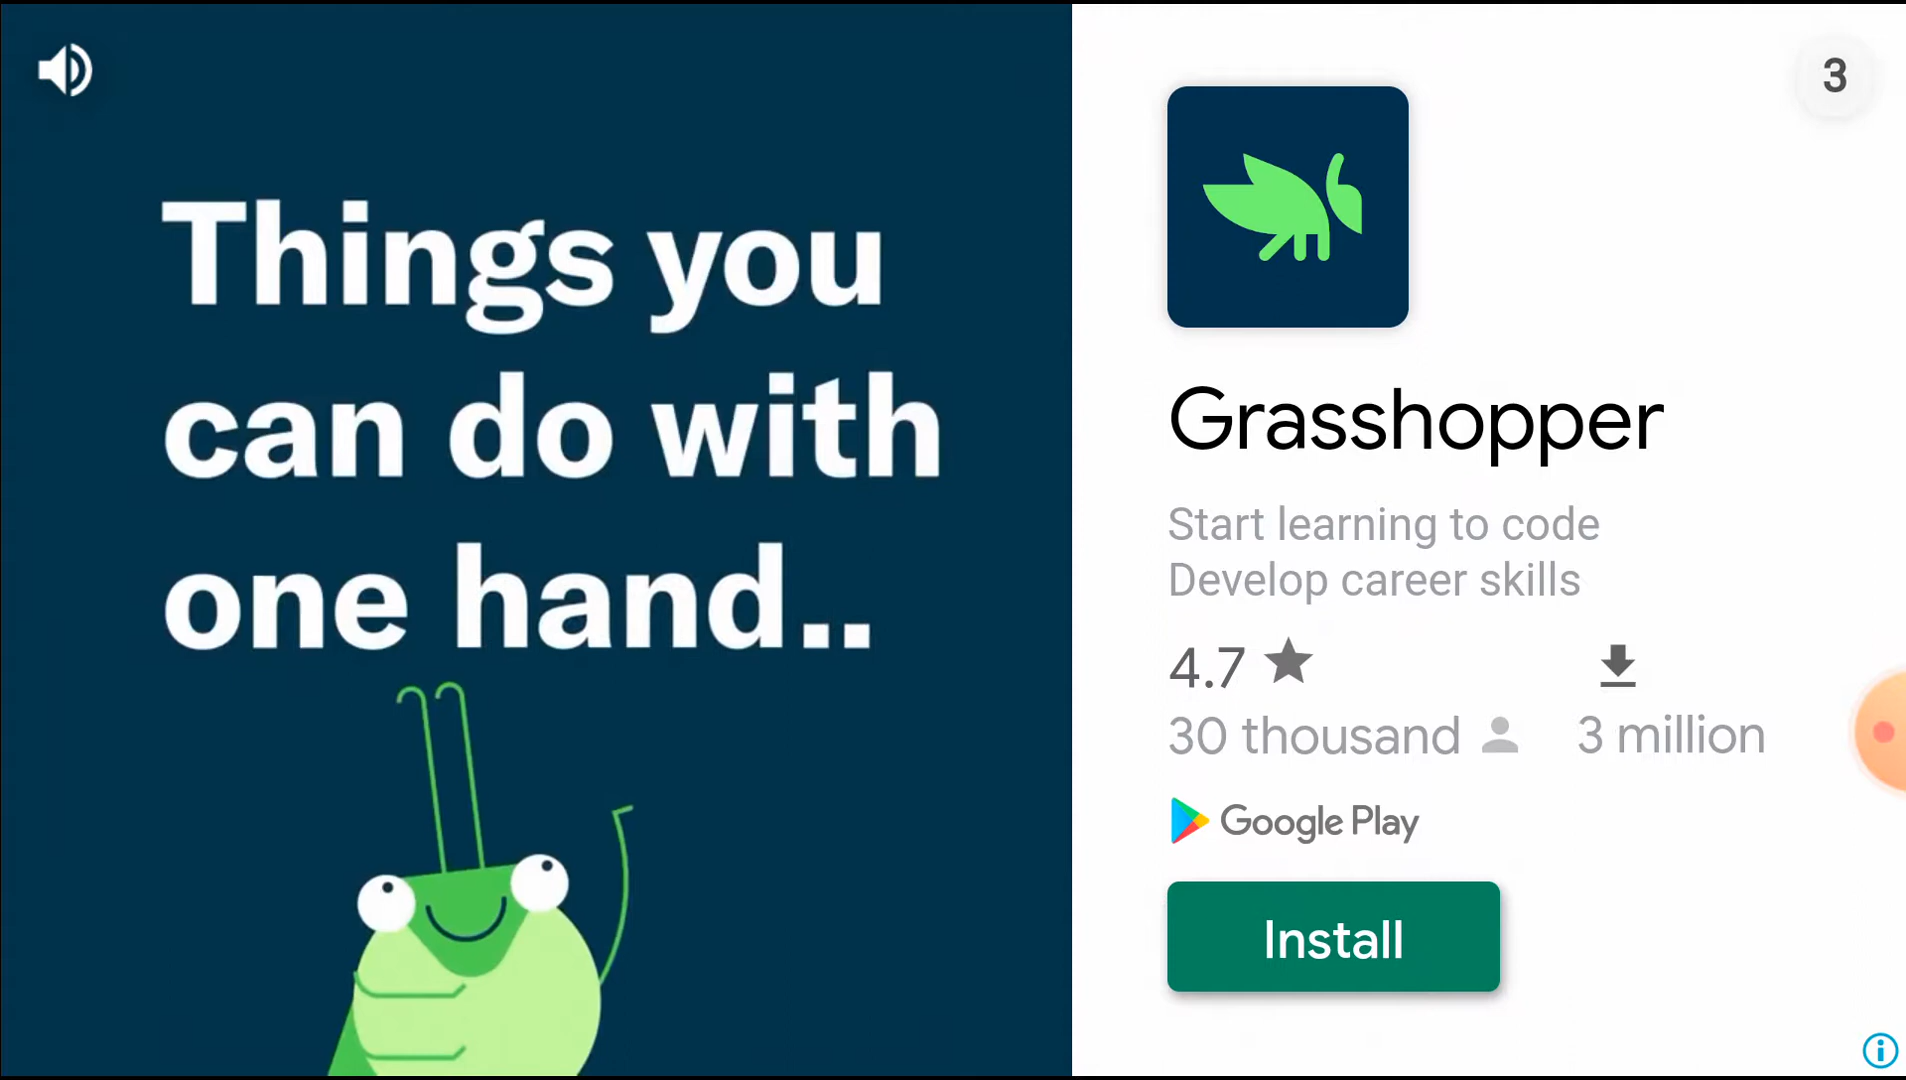 Things you
can do with
one hand..
3
Grasshopper
Start learning to code
Develop career skills
4.7
30 thousand
3 million
Google Play
Install